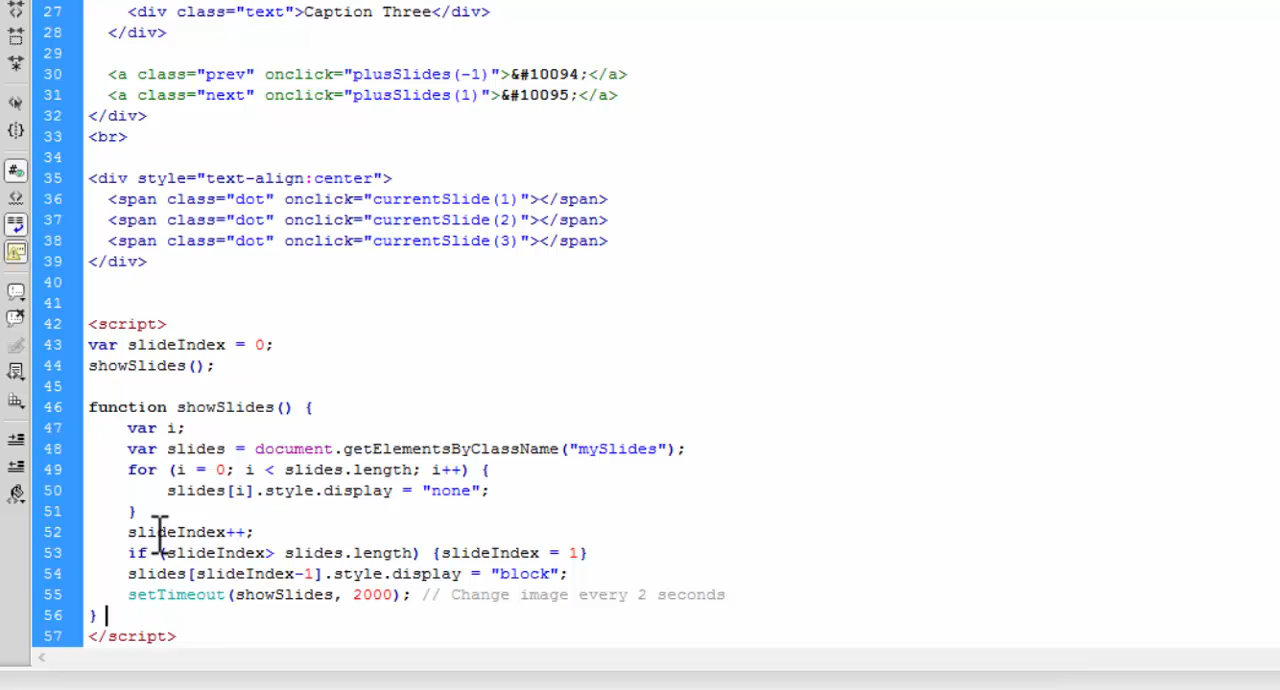 27 <div class="text">Caption Three</div>
28 </div>
29
30 <a class="prev" onclick="plusSlides(-1)">&#10094;</a>
31 <a class="next" onclick="plusSlides(1)">&#10095;</a>
32 </div>
33 <br>
34
35 <div style="text-align:center">
36 <span class="dot" onclick="currentSlide(1)"></span>
37 <span class="dot" onclick="currentSlide(2)"></span>
38 <span class="dot" onclick="currentSlide(3)"></span>
39 </div>
40
41
42 <script>
43 var slideIndex = 0;
44 showSlides();
45
46 function showSlides() {
47 var i;
48 var slides = document.getElementsByClassName("mySlides");
49 for (i = 0; i < slides.length; i++) {
50 slides[i].style.display = "none";
51 }
52 slideIndex++;
53 if (slideIndex> slides.length) {slideIndex = 1}
54 slides[slideIndex-1].style.display = "block";
55 setTimeout(showSlides, 2000); // Change image every 2 seconds
56 }
57 </script>